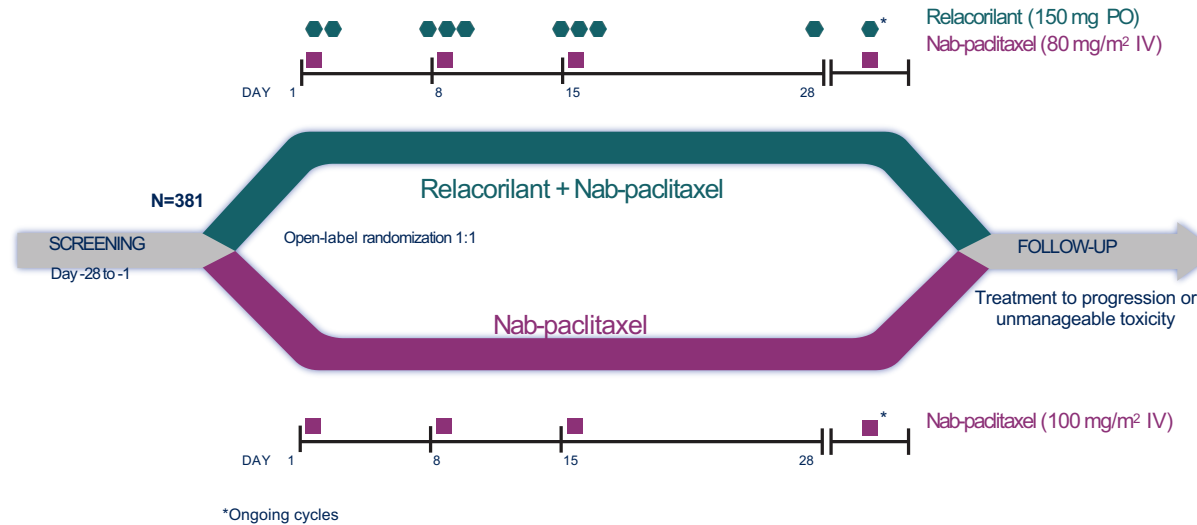 Relacorilant (150 mg PO)
*
Nab-paclitaxel (80 mg/m² IV)
DAY 1 8 15 28
N=381
Relacorilant + Nab-paclitaxel
SCREENING
Open-label randomization 1:1
FOLLOW-UP
Day -28 to -1
Treatment to progression or
unmanageable toxicity
Nab-paclitaxel
*
Nab-paclitaxel (100 mg/m² IV)
DAY 1 8 15 28
*Ongoing cycles